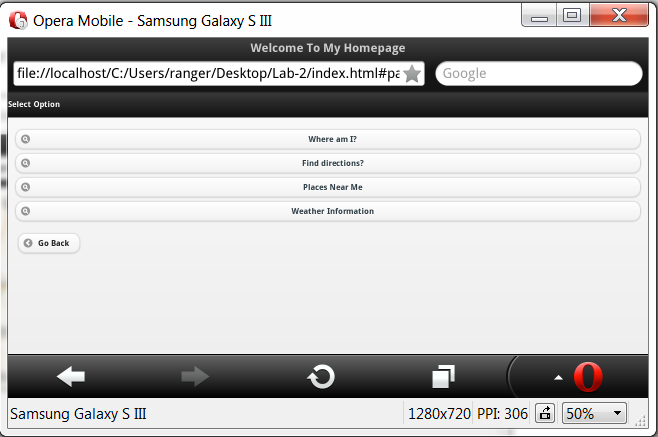 Opera Mobile - Samsung Galaxy S III
Welcome To My Homepage
file://localhost/C:/Users/ranger/Desktop/Lab-2/index.html#pa
Google
Select Option
Where am I?
Find directions?
Places Near Me
Weather Information
Go Back
Samsung Galaxy S III 1280x720 PPI: 306 50%